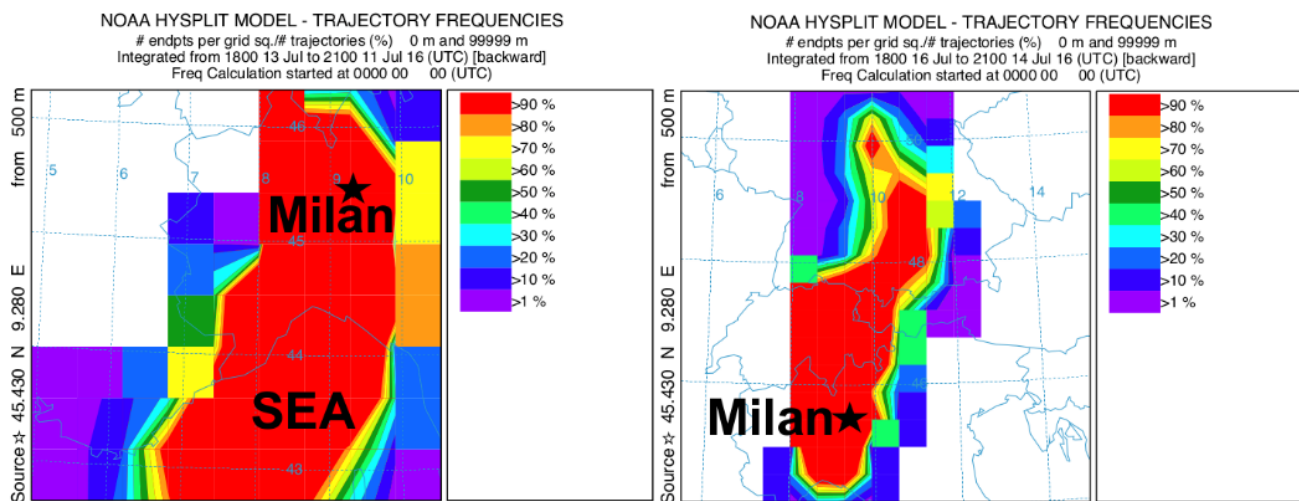 NOAA HYSPLIT MODEL - TRAJECTORY FREQUENCIES
# endpts per grid sq./# trajectories (%) 0 m and 99999 m
Integrated from 1800 13 Jul to 2100 11 Jul 16 (UTC) [backward]
Freq Calculation started at 0000 00 00 (UTC)
Source ☆ 45.430 N 9.280 E from 500 m
46
5
6
7
8
9
10
Milan
45
44
SEA
43
>90 %
>80 %
>70 %
>60 %
>50 %
>40 %
>30 %
>20 %
>10 %
>1 %
NOAA HYSPLIT MODEL - TRAJECTORY FREQUENCIES
# endpts per grid sq./# trajectories (%) 0 m and 99999 m
Integrated from 1800 16 Jul to 2100 14 Jul 16 (UTC) [backward]
Freq Calculation started at 0000 00 00 (UTC)
Source ☆ 45.430 N 9.280 E from 500 m
50
6
8
10
12
14
48
46
Milan
>90 %
>80 %
>70 %
>60 %
>50 %
>40 %
>30 %
>20 %
>10 %
>1 %